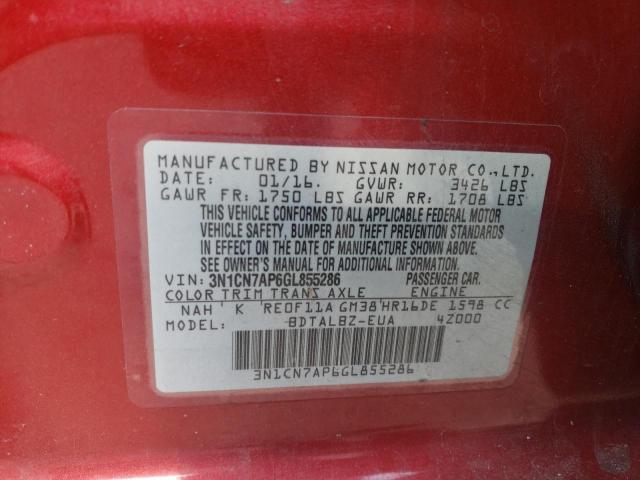 MANUFACTURED BY NISSAN MOTOR CO.,LTD.
DATE: 01/16. GVWR: 3426 LBS
GAWR FR: 1750 LBS GAWR RR: 1708 LBS
THIS VEHICLE CONFORMS TO ALL APPLICABLE FEDERAL MOTOR
VEHICLE SAFETY, BUMPER AND THEFT PREVENTION STANDARDS
IN EFFECT ON THE DATE OF MANUFACTURE SHOWN ABOVE.
SEE OWNER'S MANUAL FOR ADDITIONAL INFORMATION
VIN: 3N1CN7AP6GL855286 PASSENGER CAR.
COLOR TRIM TRANS AXLE ENGINE
NAH ' K 'RE0F11A GM38'HR16DE 1598 CC
MODEL: BDTALBZ-EUA 4Z000
3N1CN7AP6GL855286